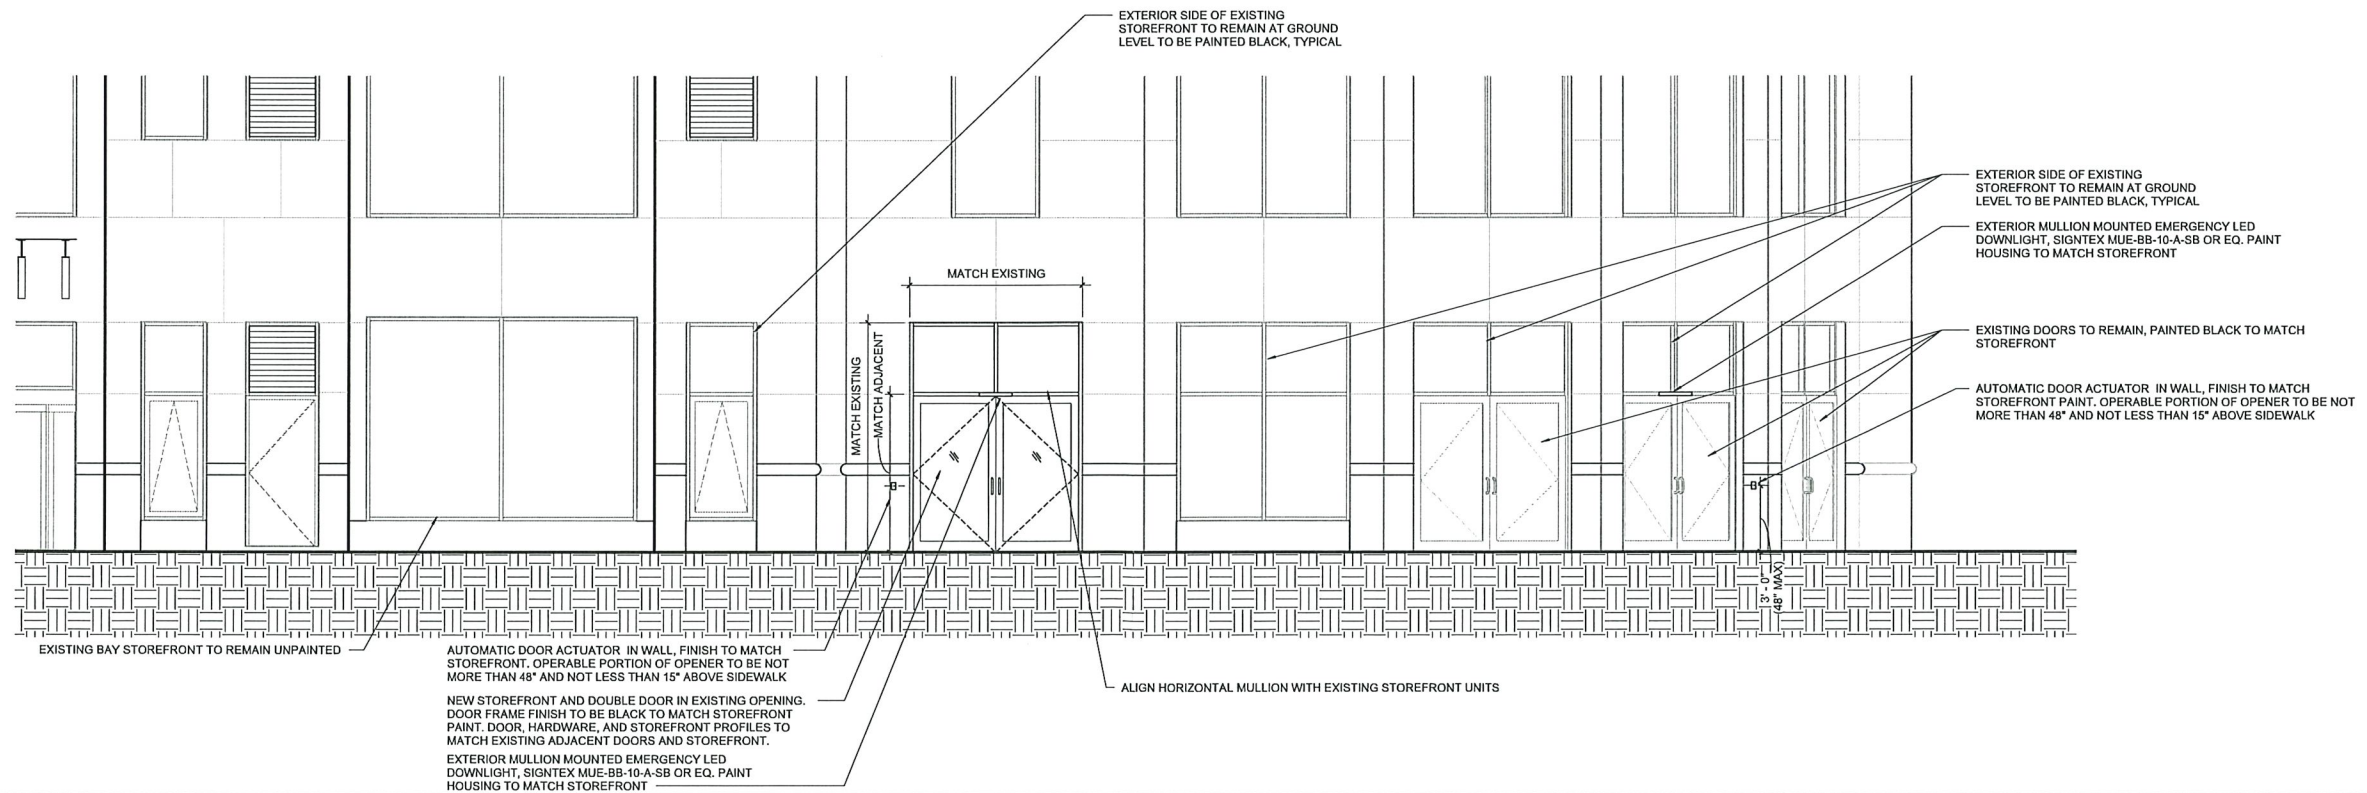 EXTERIOR SIDE OF EXISTING
STOREFRONT TO REMAIN AT GROUND
LEVEL TO BE PAINTED BLACK, TYPICAL
EXTERIOR SIDE OF EXISTING
STOREFRONT TO REMAIN AT GROUND
LEVEL TO BE PAINTED BLACK, TYPICAL
EXTERIOR MULLION MOUNTED EMERGENCY LED
DOWNLIGHT, SIGNTEX MUE-BB-10-A-SB OR EQ. PAINT
HOUSING TO MATCH STOREFRONT
MATCH EXISTING
MATCH EXISTING
MATCH ADJACENT
EXISTING DOORS TO REMAIN, PAINTED BLACK TO MATCH
STOREFRONT
AUTOMATIC DOOR ACTUATOR IN WALL, FINISH TO MATCH
STOREFRONT PAINT. OPERABLE PORTION OF OPENER TO BE NOT
MORE THAN 48" AND NOT LESS THAN 15" ABOVE SIDEWALK
3' - 0"
(48" MAX)
EXISTING BAY STOREFRONT TO REMAIN UNPAINTED
AUTOMATIC DOOR ACTUATOR IN WALL, FINISH TO MATCH
STOREFRONT. OPERABLE PORTION OF OPENER TO BE NOT
MORE THAN 48" AND NOT LESS THAN 15" ABOVE SIDEWALK
ALIGN HORIZONTAL MULLION WITH EXISTING STOREFRONT UNITS
NEW STOREFRONT AND DOUBLE DOOR IN EXISTING OPENING.
DOOR FRAME FINISH TO BE BLACK TO MATCH STOREFRONT
PAINT. DOOR, HARDWARE, AND STOREFRONT PROFILES TO
MATCH EXISTING ADJACENT DOORS AND STOREFRONT.
EXTERIOR MULLION MOUNTED EMERGENCY LED
DOWNLIGHT, SIGNTEX MUE-BB-10-A-SB OR EQ. PAINT
HOUSING TO MATCH STOREFRONT